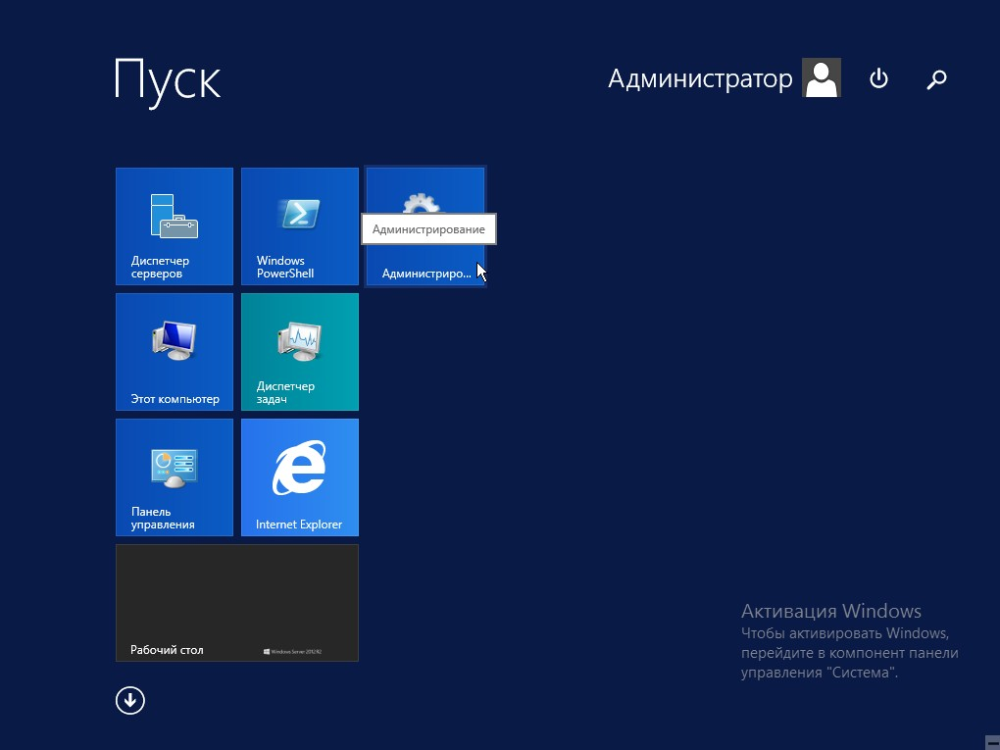 Пуск
Администратор
Диспетчер
серверов
Windows
PowerShell
Администрирование
Администриро...
Этот компьютер
Диспетчер
задач
Панель
управления
Internet Explorer
Рабочий стол
Windows Server 2012 R2
Активация Windows
Чтобы активировать Windows,
перейдите в компонент панели
управления "Система".